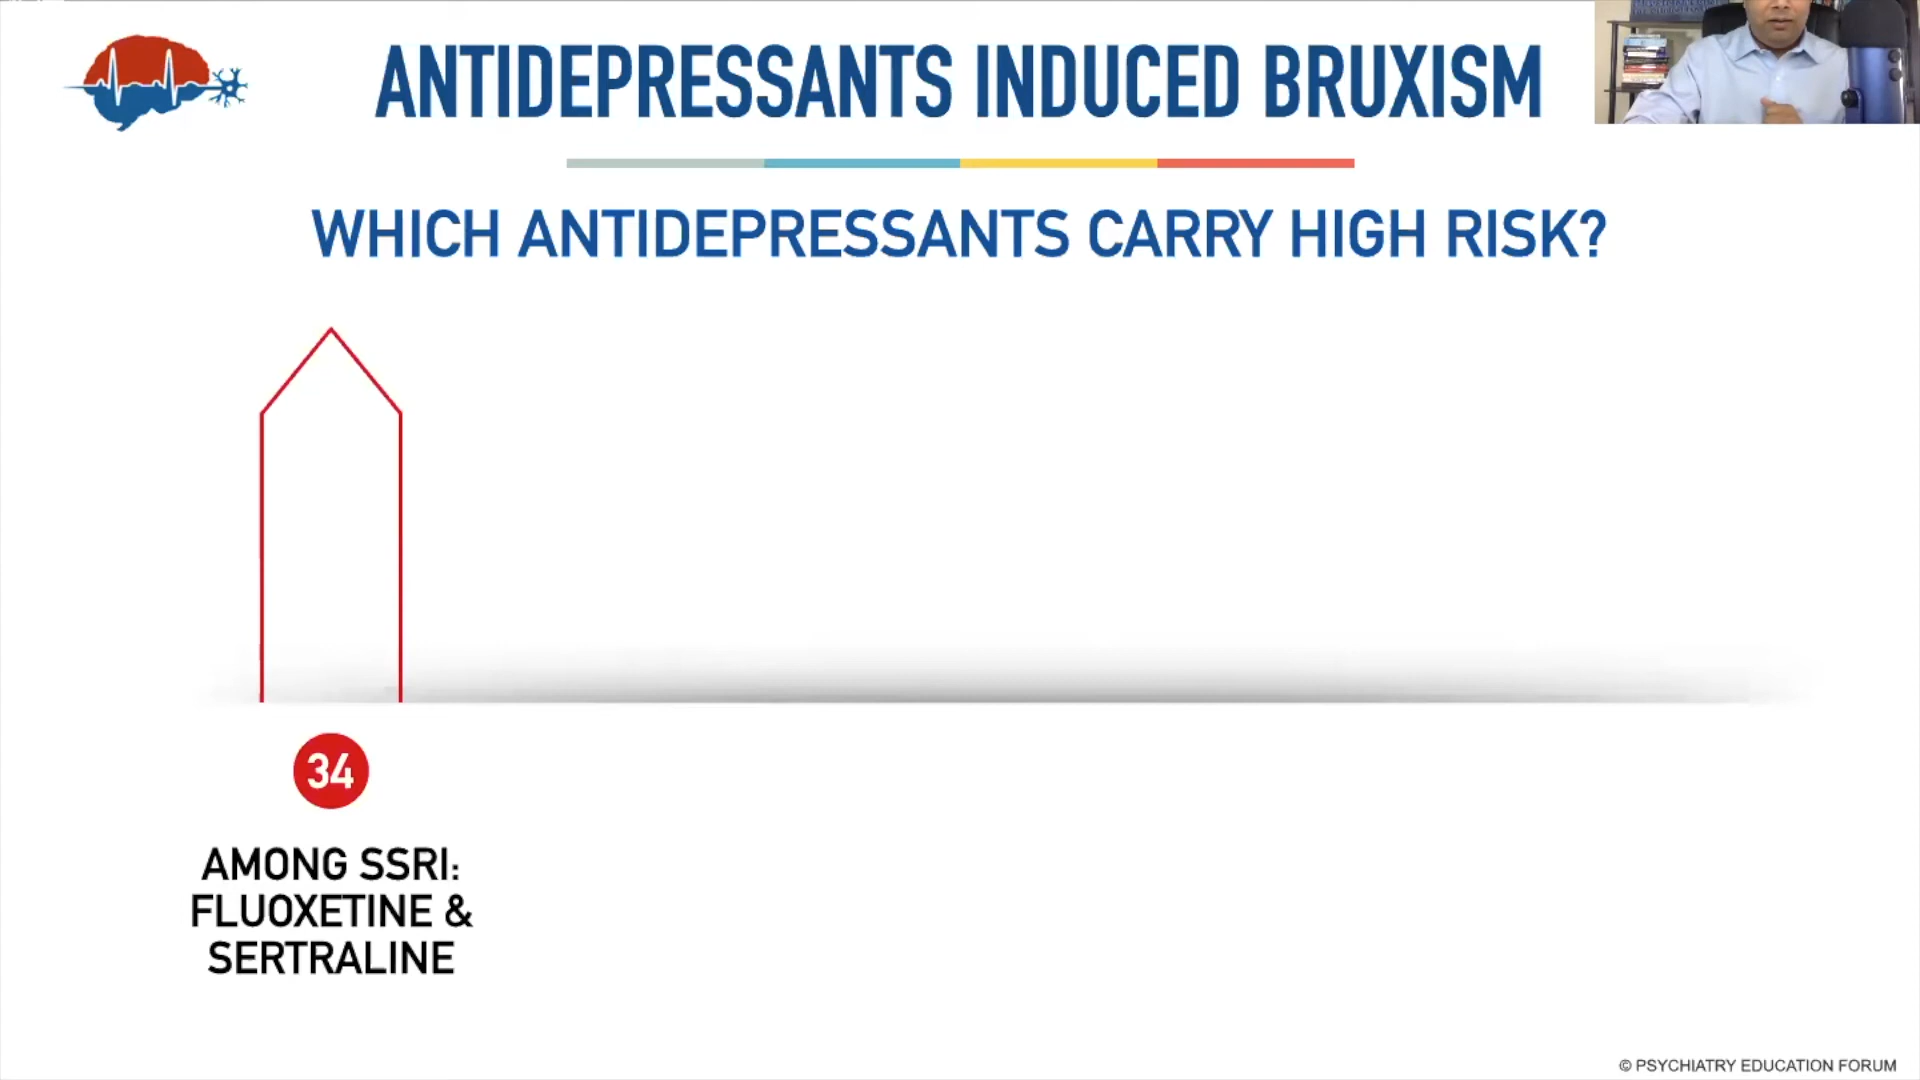 ANTIDEPRESSANTS INDUCED BRUXISM
WHICH ANTIDEPRESSANTS CARRY HIGH RISK?
34
AMONG SSRI:
FLUOXETINE &
SERTRALINE
© PSYCHIATRY EDUCATION FORUM